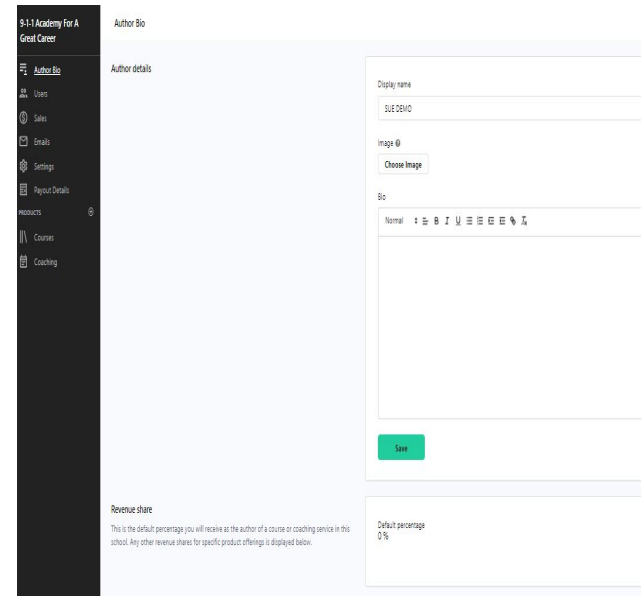 9-1-1 Academy For A
Great Career
Author Bio
Users
Sales
Emails
Settings
Payout Details
PRODUCTS
Courses
Coaching
Author Bio
Author details
Display name
SUE DEMO
Image
Choose Image
Bio
Normal B I U
Save
Revenue share
This is the default percentage you will receive as the author of a course or coaching service in this
school. Any other revenue shares for specific product offerings is displayed below.
Default percentage
0 %